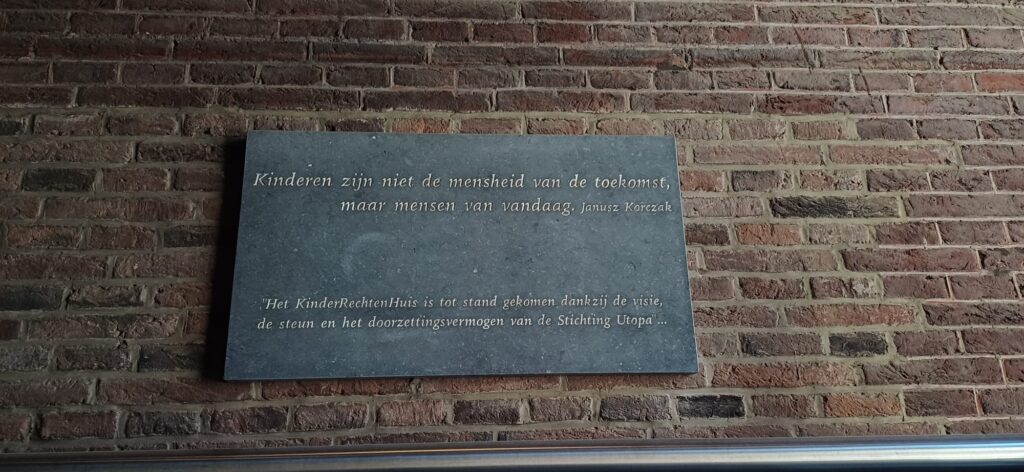 Kinderen zijn niet de mensheid van de toekomst,
maar mensen van vandaag. Janusz Korczak
"Het KinderRechtenHuis is tot stand gekomen dankzij de visie,
de steun en het doorzettingsvermogen van de Stichting Utopa"...